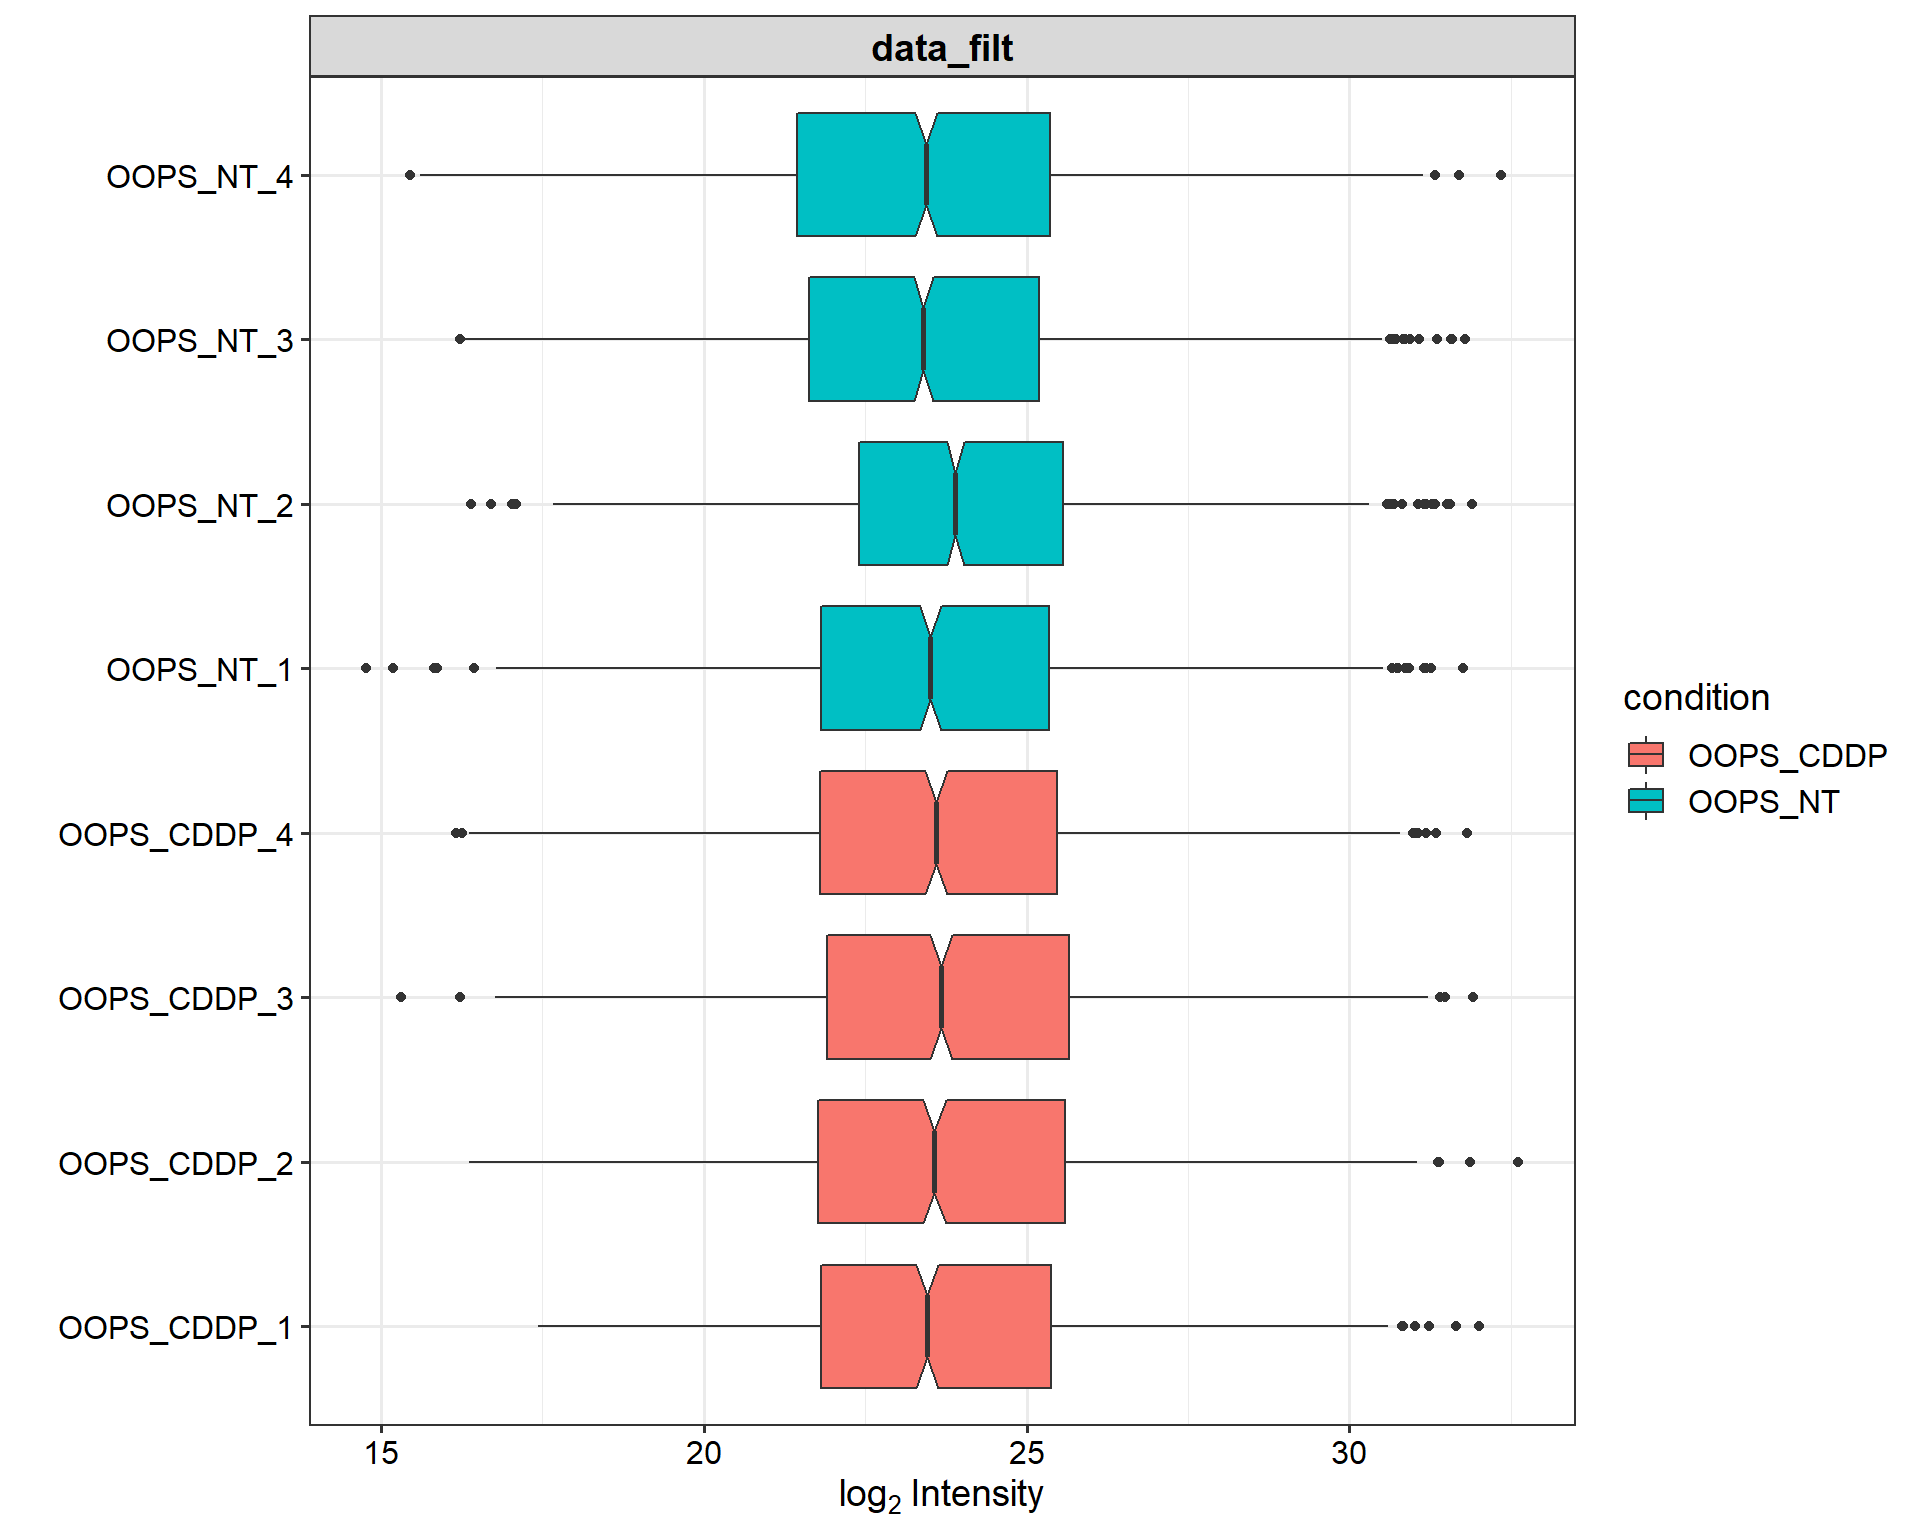 data_filt
OOPS_NT_4
OOPS_NT_3
OOPS_NT_2
OOPS_NT_1
OOPS_CDDP_4
OOPS_CDDP_3
OOPS_CDDP_2
OOPS_CDDP_1
15 20 25 30
log₂ Intensity
condition
OOPS_CDDP
OOPS_NT